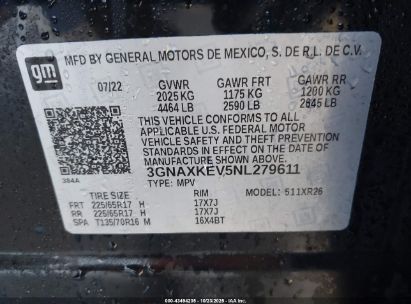 gm
MFD BY GENERAL MOTORS DE MEXICO, S. DE R.L. DE C.V.
07/22 GVWR GAWR FRT GAWR RR
2025 KG 1175 KG 1200 KG
4464 LB 2590 LB 2645 LB
THIS VEHICLE CONFORMS TO ALL
APPLICABLE U.S. FEDERAL MOTOR
VEHICLE SAFETY AND THEFT PREVENTION
STANDARDS IN EFFECT ON THE DATE OF
MANUFACTURE SHOWN ABOVE.
3GNAXKEV5NL279611
384A TYPE: MPV MODEL: 511XR26
TIRE SIZE RIM
FRT 225/65R17 H 17X7J
RR 225/65R17 H 17X7J
SPA T135/70R16 M 16X4BT